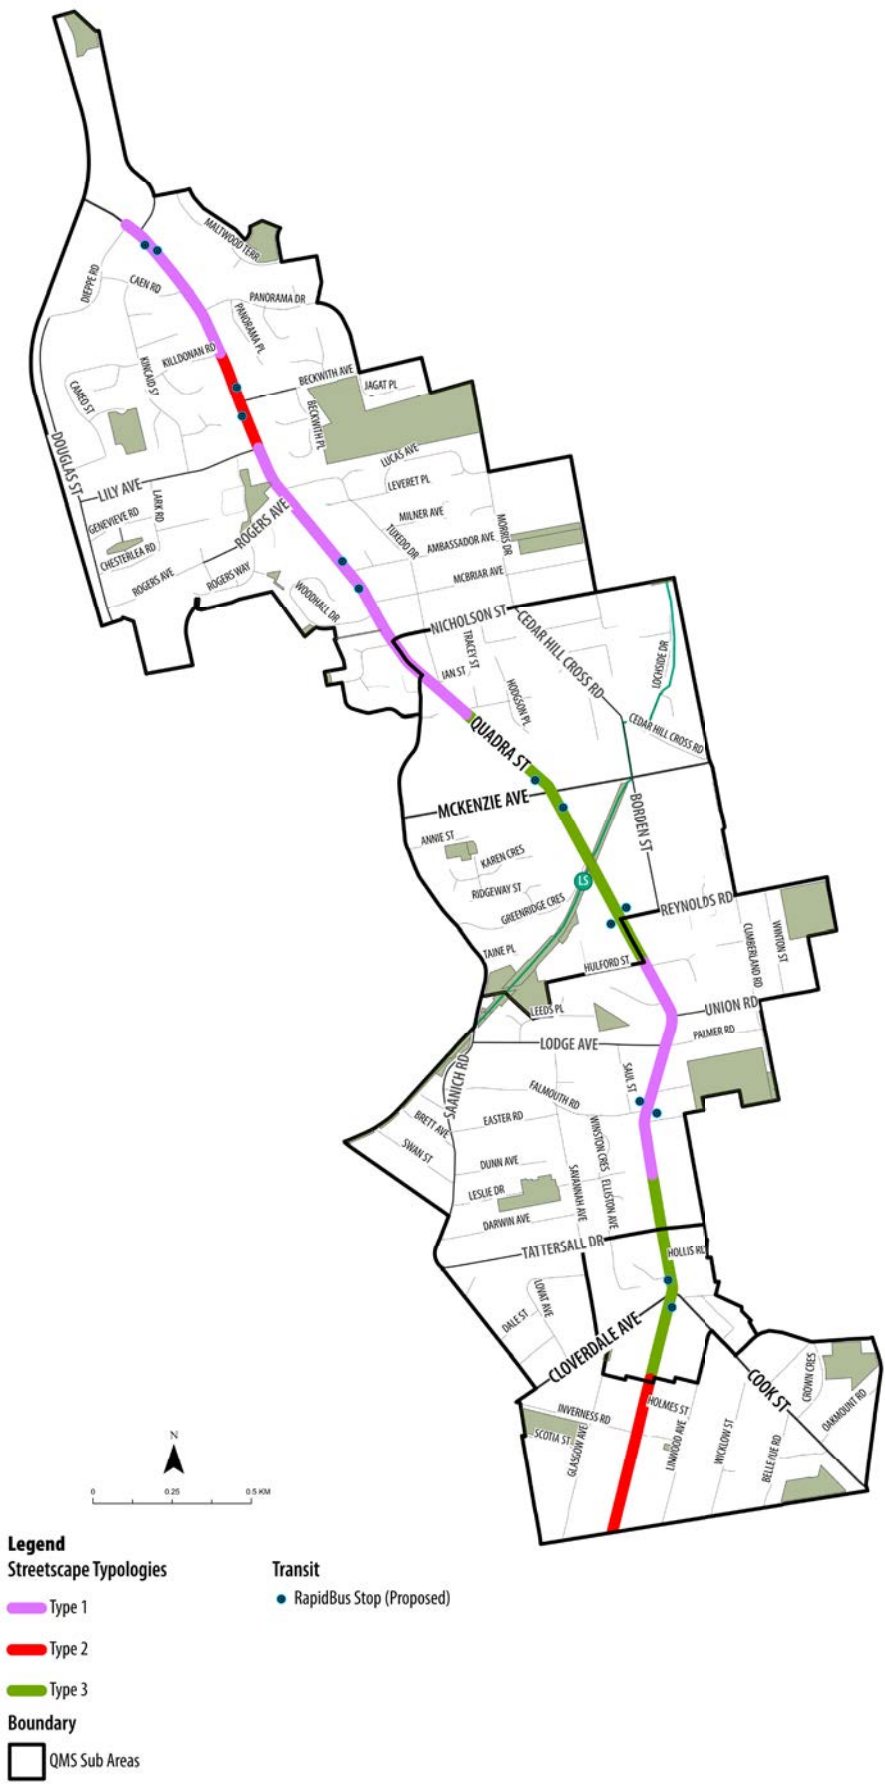 MALTWOOD TERR
DIEPPE RD
CAEN RD
PANORAMA DR
PANORAMA PL
KILLDONAN RD
KINCAID ST
BECKWITH AVE
JAGAT PL
CAMEO ST
BECKWITH PL
DOUGLAS ST
LUCAS AVE
LILY AVE
LARK RD
LEVERET PL
GENEVIEVE RD
ROGERS AVE
MILNER AVE
MORRIS DR
TUXEDO DR
AMBASSADOR AVE
CHESTERLEA RD
ROGERS AVE
ROGERS WAY
MCBRIAR AVE
WOODHALL DR
NICHOLSON ST
CEDAR HILL CROSS RD
TRACEY ST
IAN ST
LOCHSIDE DR
HODGSON PL
QUADRA ST
CEDAR HILL CROSS RD
MCKENZIE AVE
BORDEN ST
ANNIE ST
KAREN CRES
LS
RIDGEWAY ST
GREENRIDGE CRES
REYNOLDS RD
CUMBERLAND RD
WINTON ST
TAINE PL
HULFORD ST
LEEDS PL
UNION RD
PALMER RD
LODGE AVE
SAANICH RD
SAUL ST
FALMOUTH RD
BRETT AVE
EASTER RD
WINSTON CRES
SWAN ST
DUNN AVE
SAVANNAH AVE
ELLISTON AVE
LESLIE DR
DARWIN AVE
TATTERSALL DR
HOLLIS RD
LOVAT AVE
DALE ST
CLOVERDALE AVE
COOK ST
CROWN CRES
OAKMOUNT RD
HOLMES ST
INVERNESS RD
SCOTIA ST
GLASGOW AVE
LINWOOD AVE
WICKLOW ST
BELLEVUE RD
N
0 0.25 0.5 KM
Legend
Streetscape Typologies
Type 1
Type 2
Type 3
Transit
RapidBus Stop (Proposed)
Boundary
QMS Sub Areas